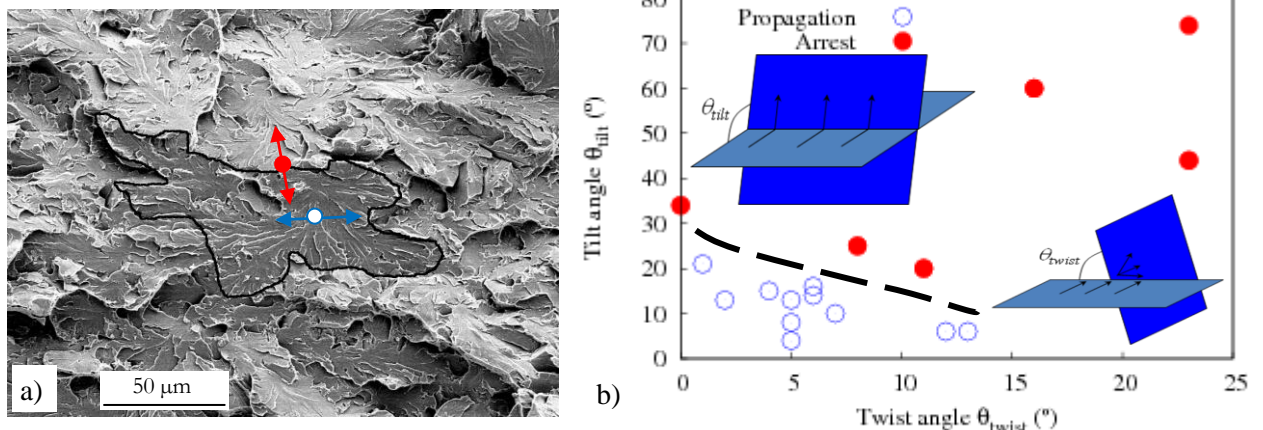 a)
50 μm
b)
80
70
60
50
40
30
20
10
0
Tilt angle θtilt (º)
Propagation
Arrest
θtilt
θtwist
0 5 10 15 20 25
Twist angle θtwist (º)